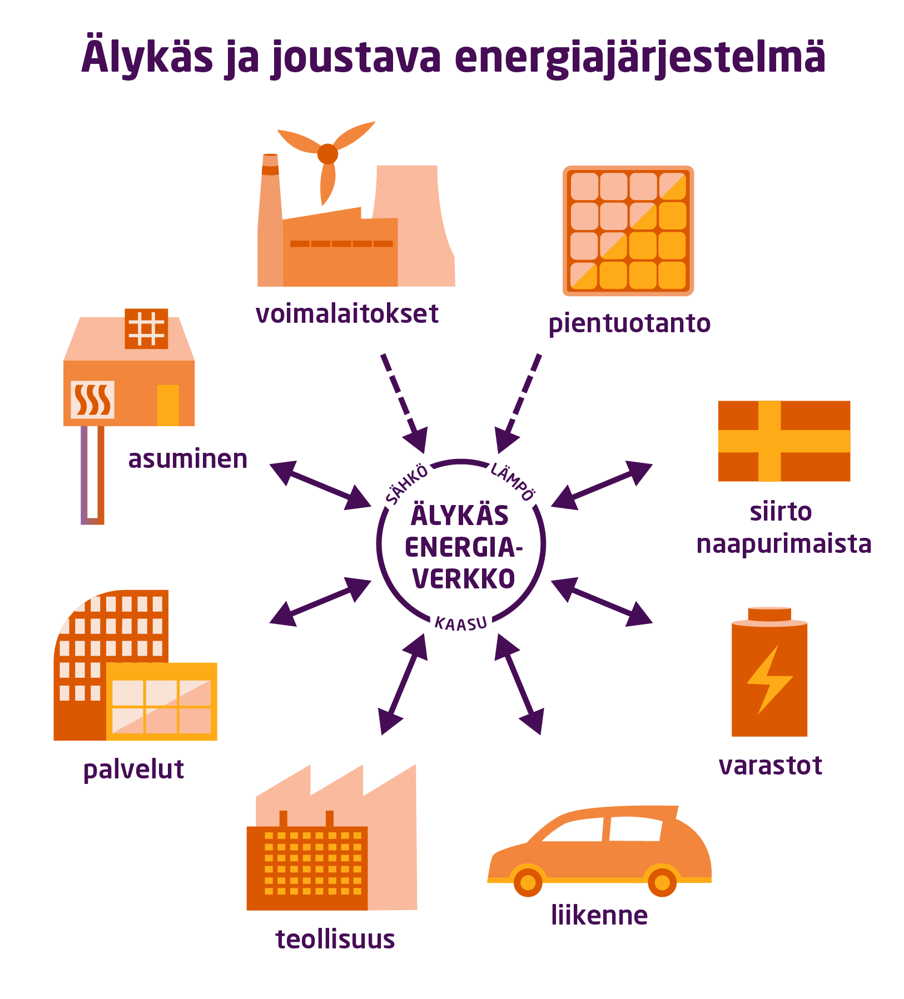 Älykäs ja joustava energiajärjestelmä
voimalaitokset
pientuotanto
asuminen
siirto
naapurimaista
SÄHKÖ
LÄMPÖ
ÄLYKÄS
ENERGIA-
VERKKO
KAASU
palvelut
varastot
teollisuus
liikenne